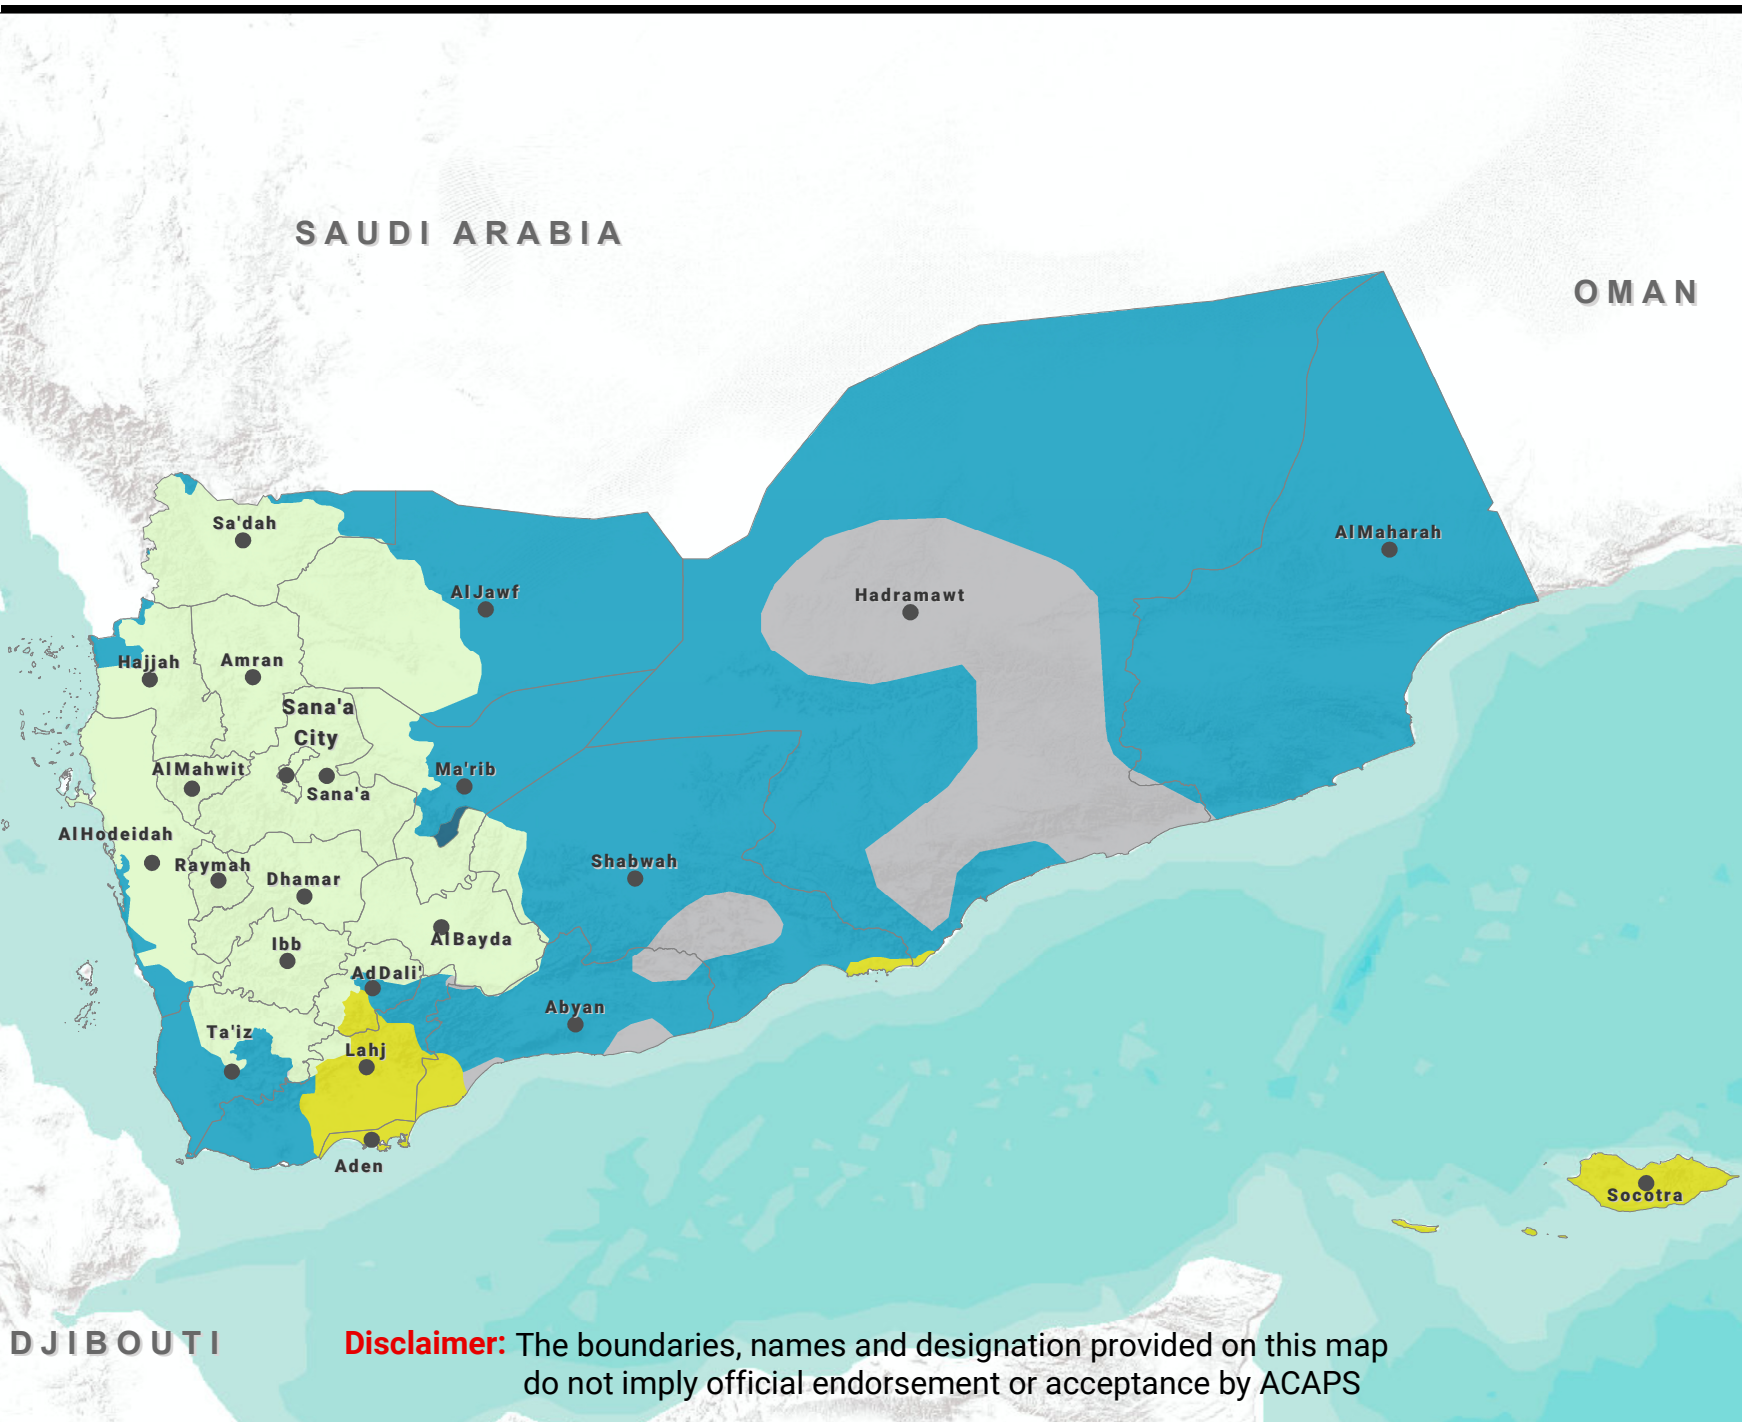 SAUDI ARABIA
OMAN
Sa'dah
Al Jawf
Al Maharah
Hadramawt
Hajjah
Amran
Sana'a
City
Al Mahwit
Ma'rib
Sana'a
Al Hodeidah
Raymah
Dhamar
Shabwah
Ibb
Al Bayda
Ad Dali'
Abyan
Ta'iz
Lahj
Aden
Socotra
DJIBOUTI
Disclaimer: The boundaries, names and designation provided on this map
do not imply official endorsement or acceptance by ACAPS